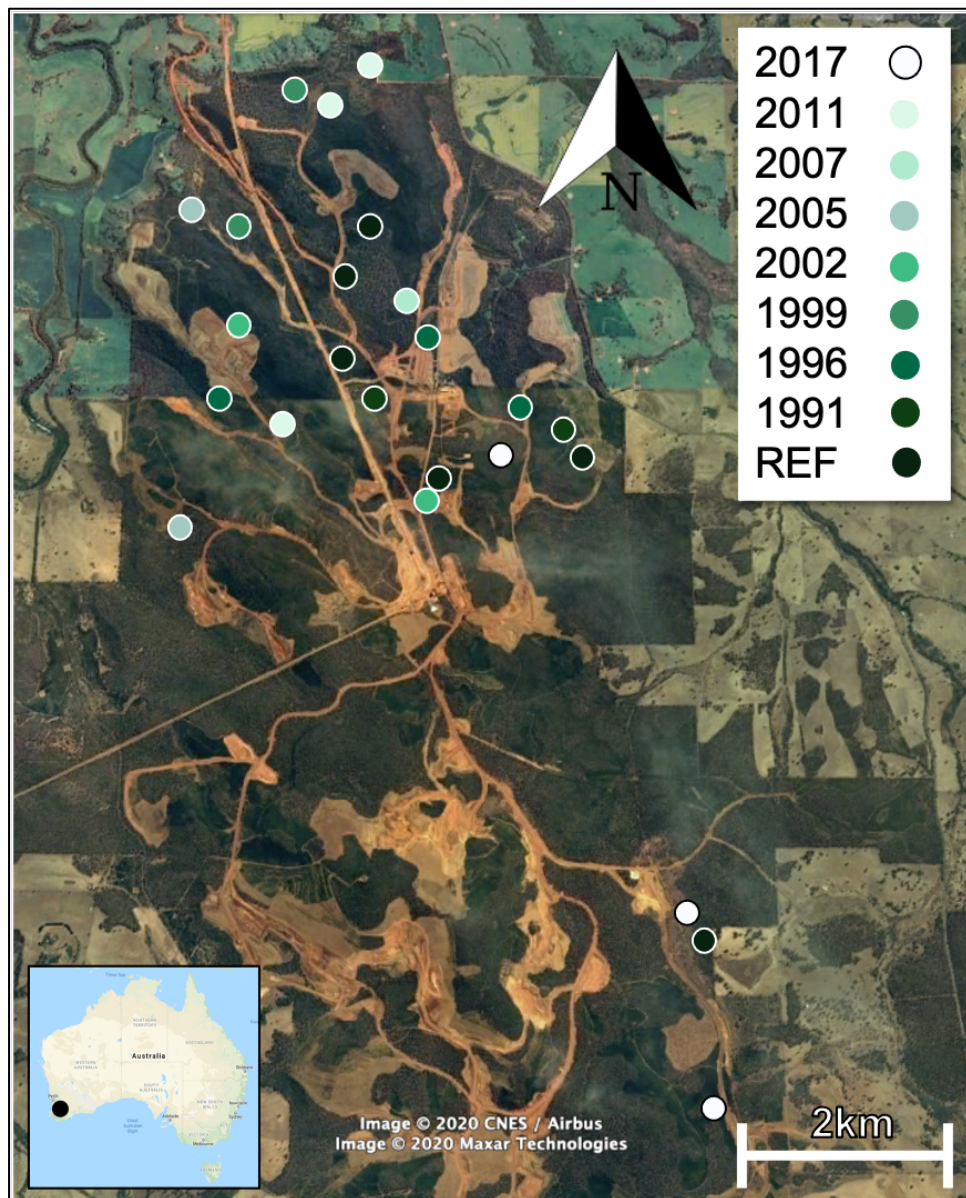 2017
2011
2007
2005
2002
1999
1996
1991
REF
N
Australia
2km
Image © 2020 CNES / Airbus
Image © 2020 Maxar Technologies